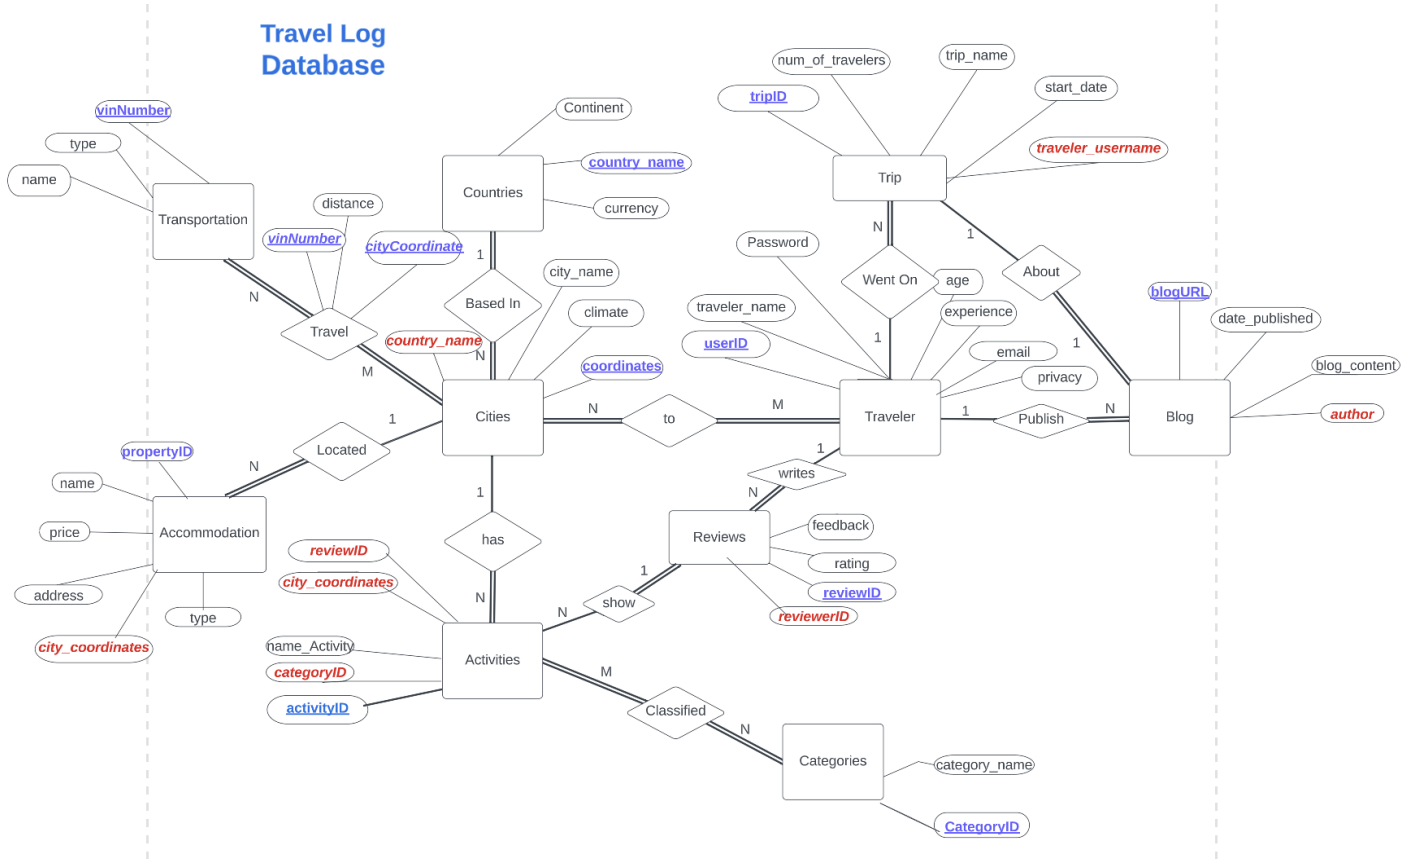 Travel Log
Database
num_of_travelers
trip_name
tripID
start_date
vinNumber
Continent
type
traveler_username
country_name
name
Countries
Trip
distance
currency
Transportation
N
1
vinNumber
cityCoordinate
Password
1
city_name
About
Went On
age
N
Based In
blogURL
traveler_name
climate
experience
date_published
Travel
country_name
userID
1
1
N
email
M
coordinates
privacy
blog_content
N
M
1
N
1
Cities
to
Traveler
Publish
Blog
author
Located
propertyID
1
N
writes
name
1
N
Reviews
feedback
price
Accommodation
has
reviewID
rating
city_coordinates
1
address
N
N
show
reviewID
type
reviewerID
city_coordinates
name_Activity
Activities
categoryID
M
activityID
Classified
N
Categories
category_name
CategoryID